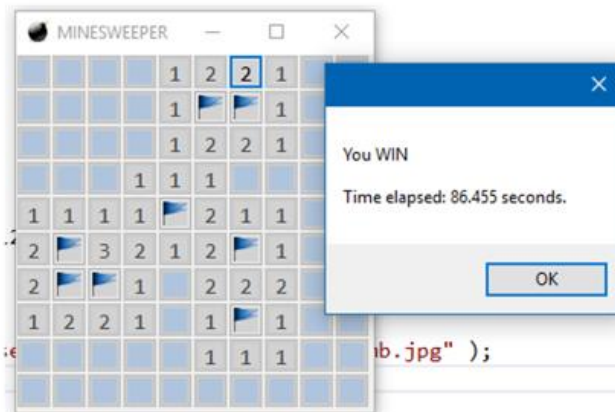 MINESWEEPER
1 2 2 1
1 1
1 2 2 1
1 1 1
1 1 1 1 2 1 1
2 3 2 1 2 1
2 1 2 2 2
1 2 2 1 1 1
1 1 1
You WIN
Time elapsed: 86.455 seconds.
OK
b.jpg" );